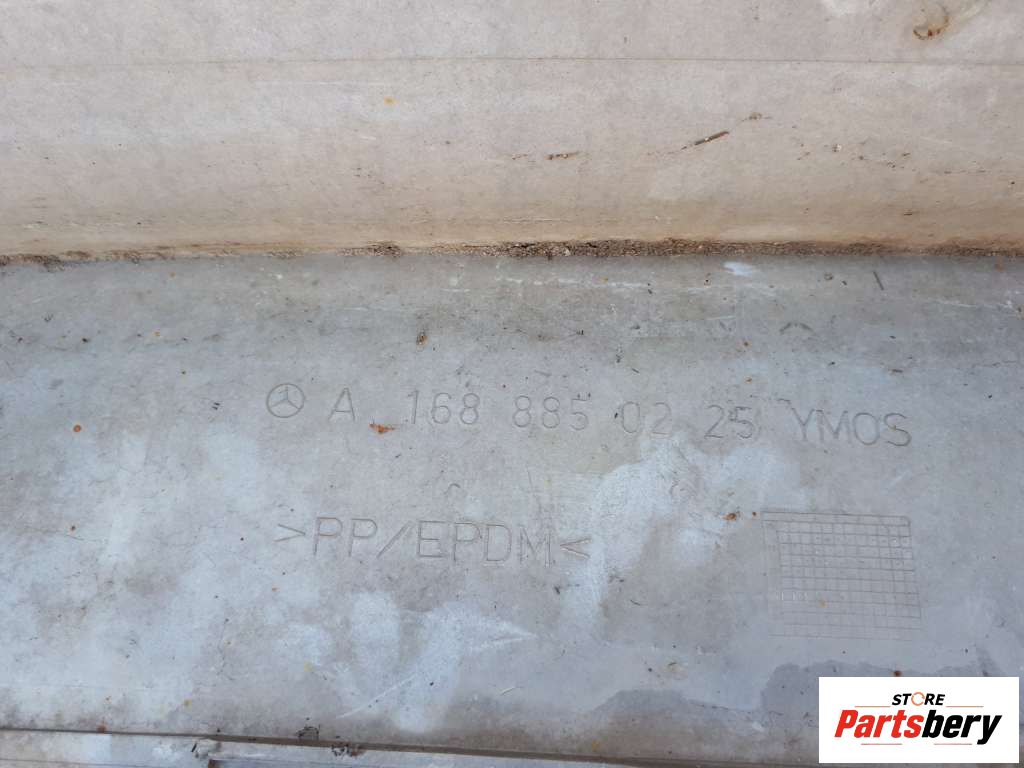 A 168 885 02 25 YMOS
>PP/EPDM<
STORE
Partsbery